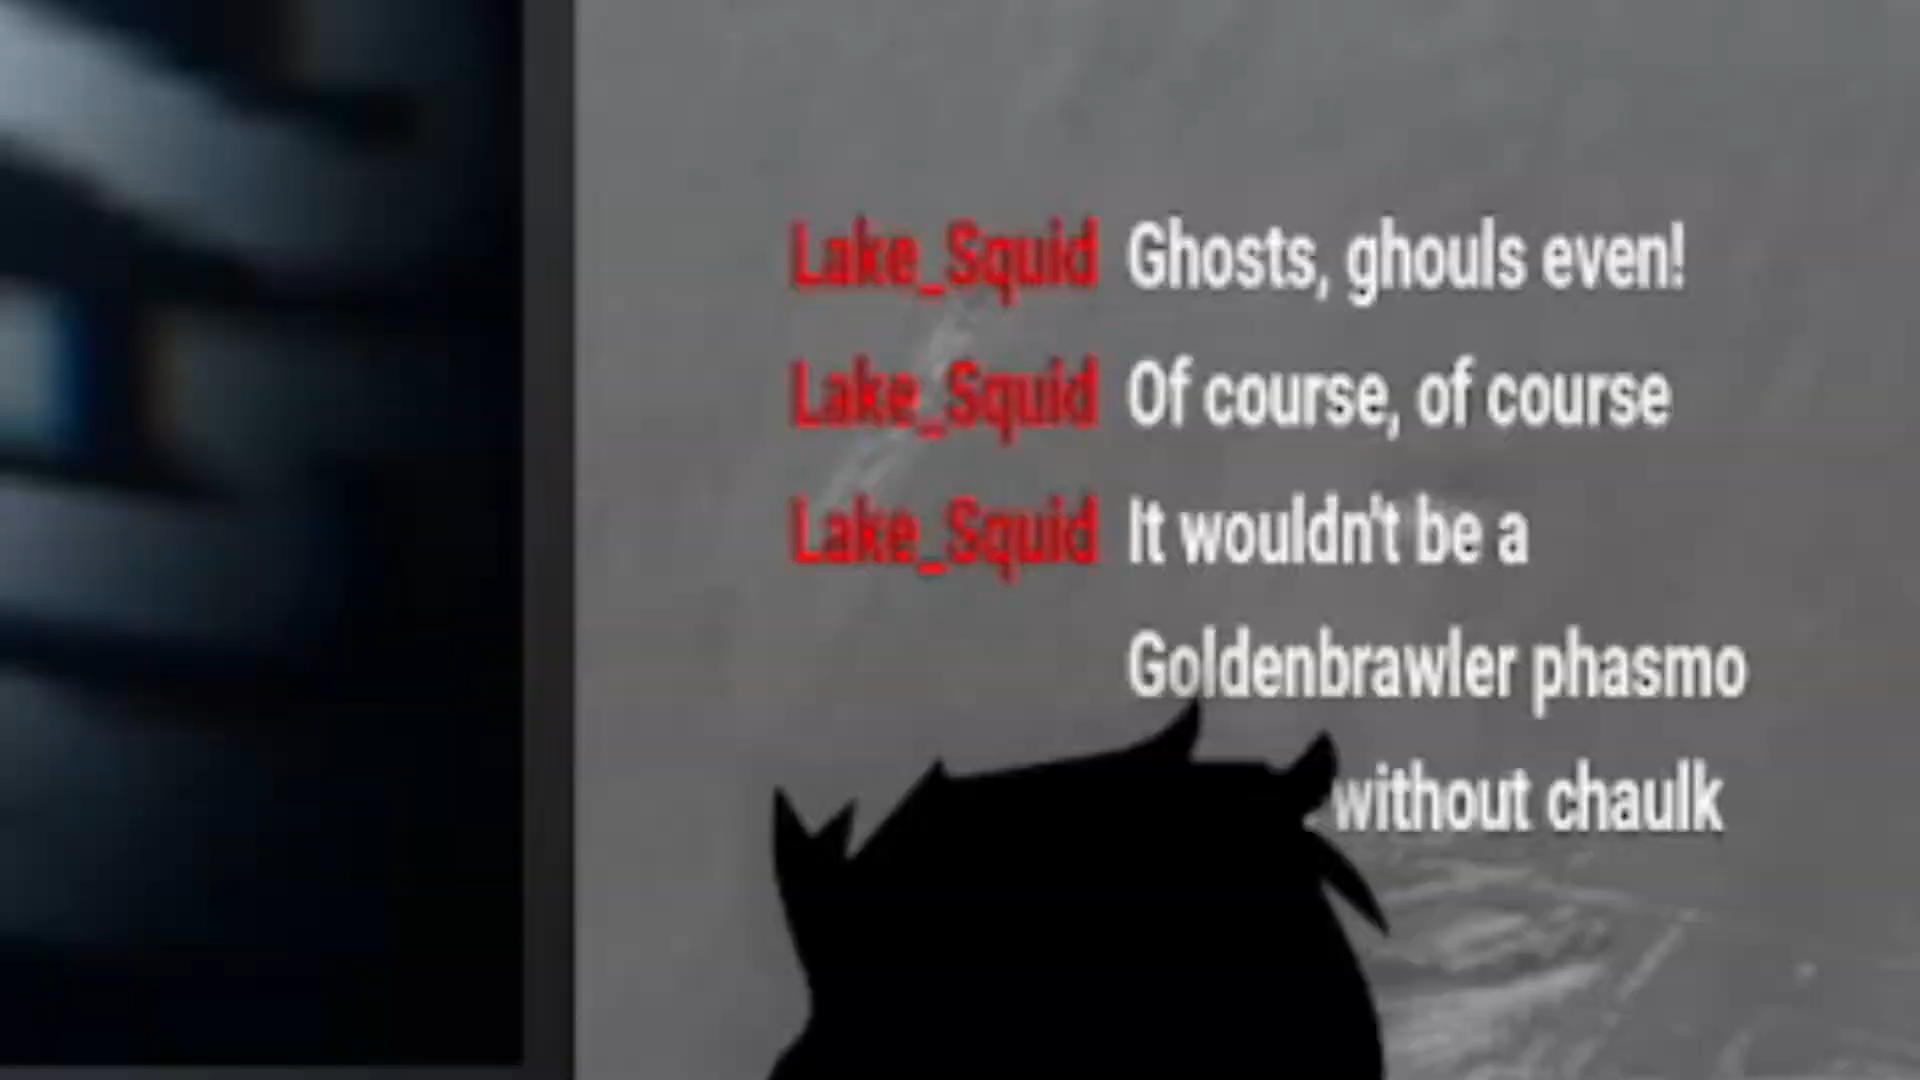 Lake_Squid Ghosts, ghouls even!
Lake_Squid Of course, of course
Lake_Squid It wouldn't be a
Goldenbrawler phasmo
without chaulk